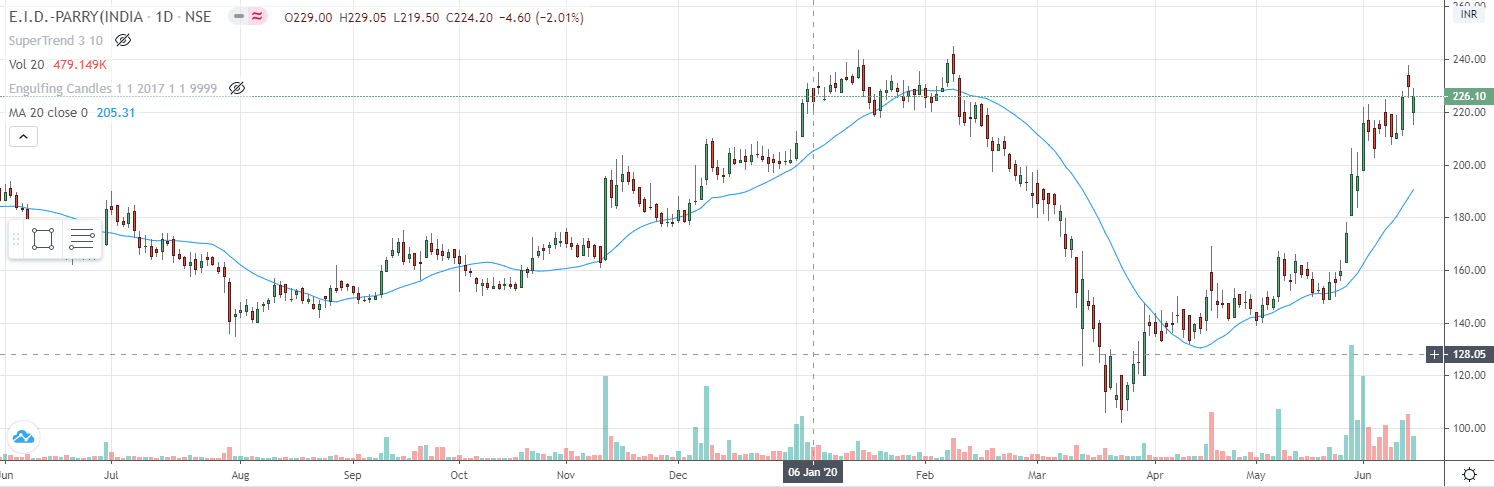 E.I.D.-PARRY(INDIA · 1D · NSE O229.00 H229.05 L219.50 C224.20 −4.60 (−2.01%)
SuperTrend 3 10
Vol 20 479.149K
Engulfing Candles 1 1 2017 1 1 9999
MA 20 close 0 205.31
260.00
INR
240.00
226.10
220.00
200.00
180.00
160.00
140.00
128.05
120.00
100.00
Jun Jul Aug Sep Oct Nov Dec 06 Jan '20 Feb Mar Apr May Jun